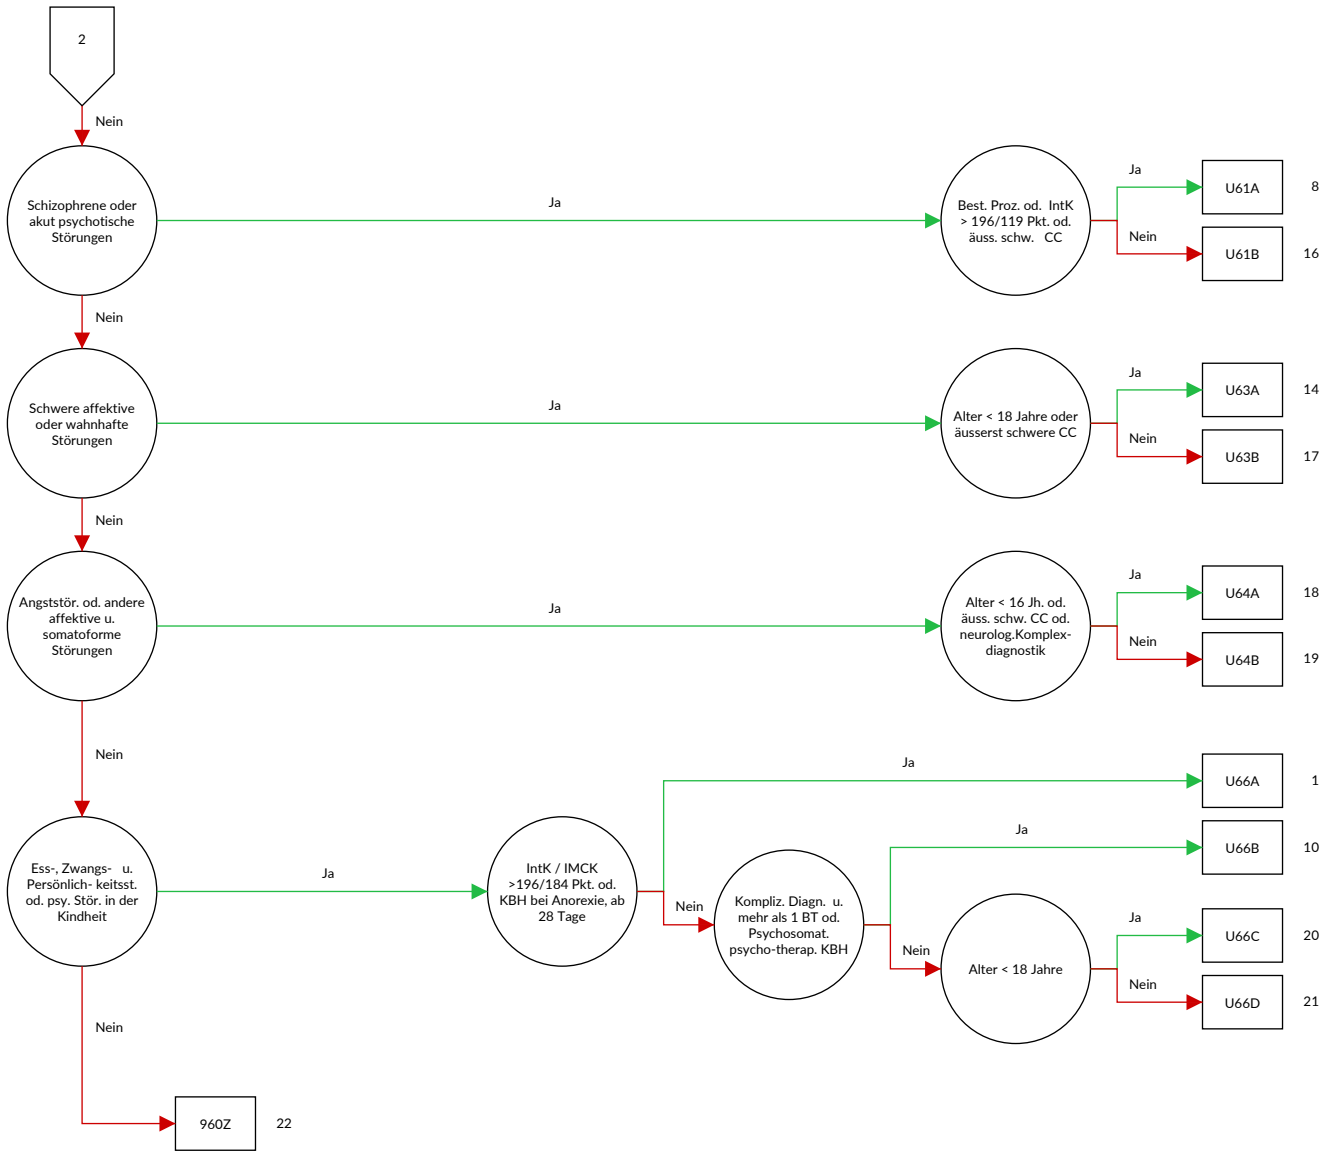 2
Nein
Schizophrene oder
akut psychotische
Störungen
Ja
Best. Proz. od. IntK
> 196/119 Pkt. od.
äuss. schw. CC
Ja
U61A
8
Nein
U61B
16
Nein
Schwere affektive
oder wahnhafte
Störungen
Ja
Alter < 18 Jahre oder
äusserst schwere CC
Ja
U63A
14
Nein
U63B
17
Nein
Angststör. od. andere
affektive u.
somatoforme
Störungen
Ja
Alter < 16 Jh. od.
äuss. schw. CC od.
neurolog.Komplex-
diagnostik
Ja
U64A
18
Nein
U64B
19
Nein
Ess-, Zwangs- u.
Persönlich- keitsst.
od. psy. Stör. in der
Kindheit
Ja
IntK / IMCK
>196/184 Pkt. od.
KBH bei Anorexie, ab
28 Tage
Ja
U66A
1
Nein
Kompliz. Diagn. u.
mehr als 1 BT od.
Psychosomat.
psycho-therap. KBH
Ja
U66B
10
Nein
Alter < 18 Jahre
Ja
U66C
20
Nein
U66D
21
Nein
960Z
22